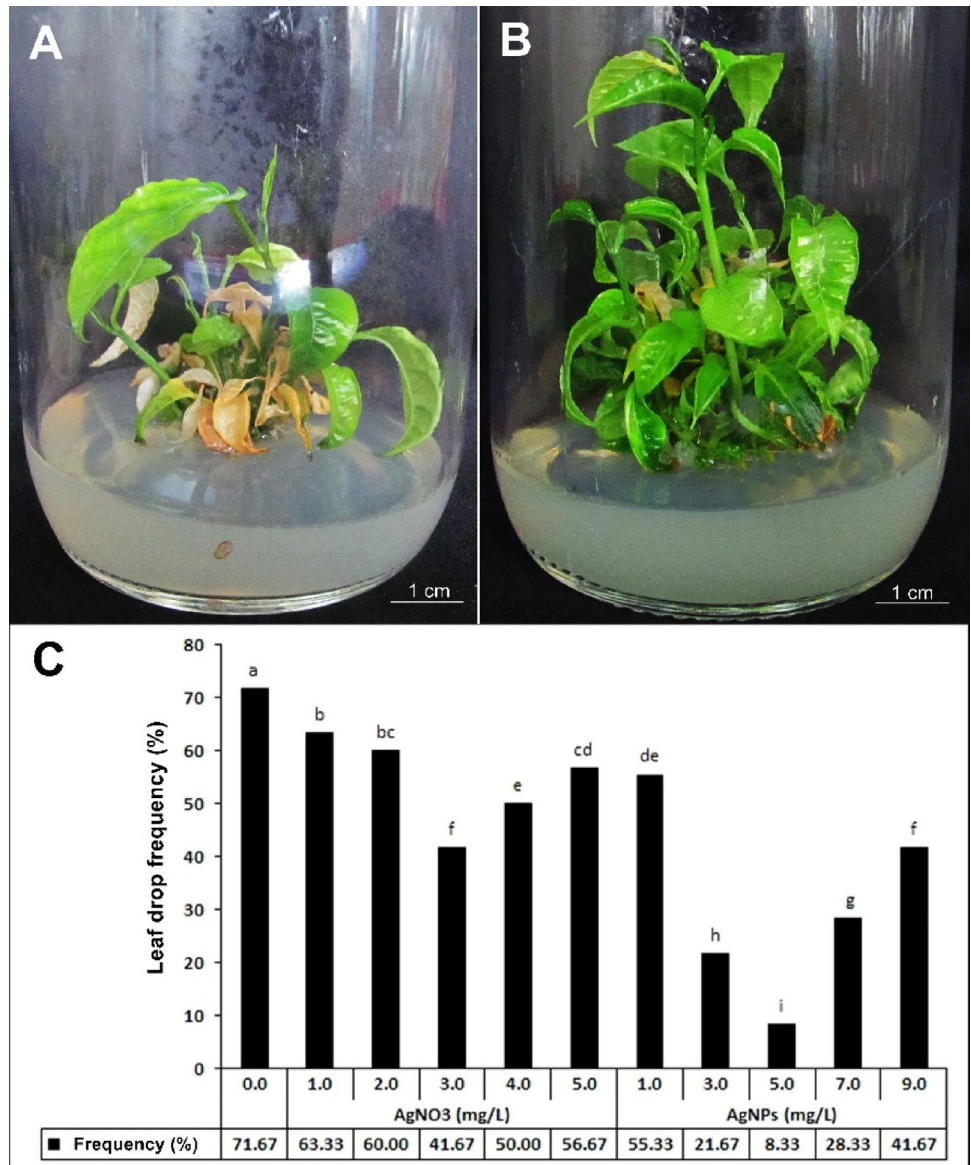 A
B
1 cm
1 cm
C
Leaf drop frequency (%)
80
70
60
50
40
30
20
10
0
a
b
bc
f
e
cd
de
h
i
g
f
0.0 1.0 2.0 3.0 4.0 5.0 1.0 3.0 5.0 7.0 9.0
AgNO3 (mg/L) AgNPs (mg/L)
Frequency (%) 71.67 63.33 60.00 41.67 50.00 56.67 55.33 21.67 8.33 28.33 41.67